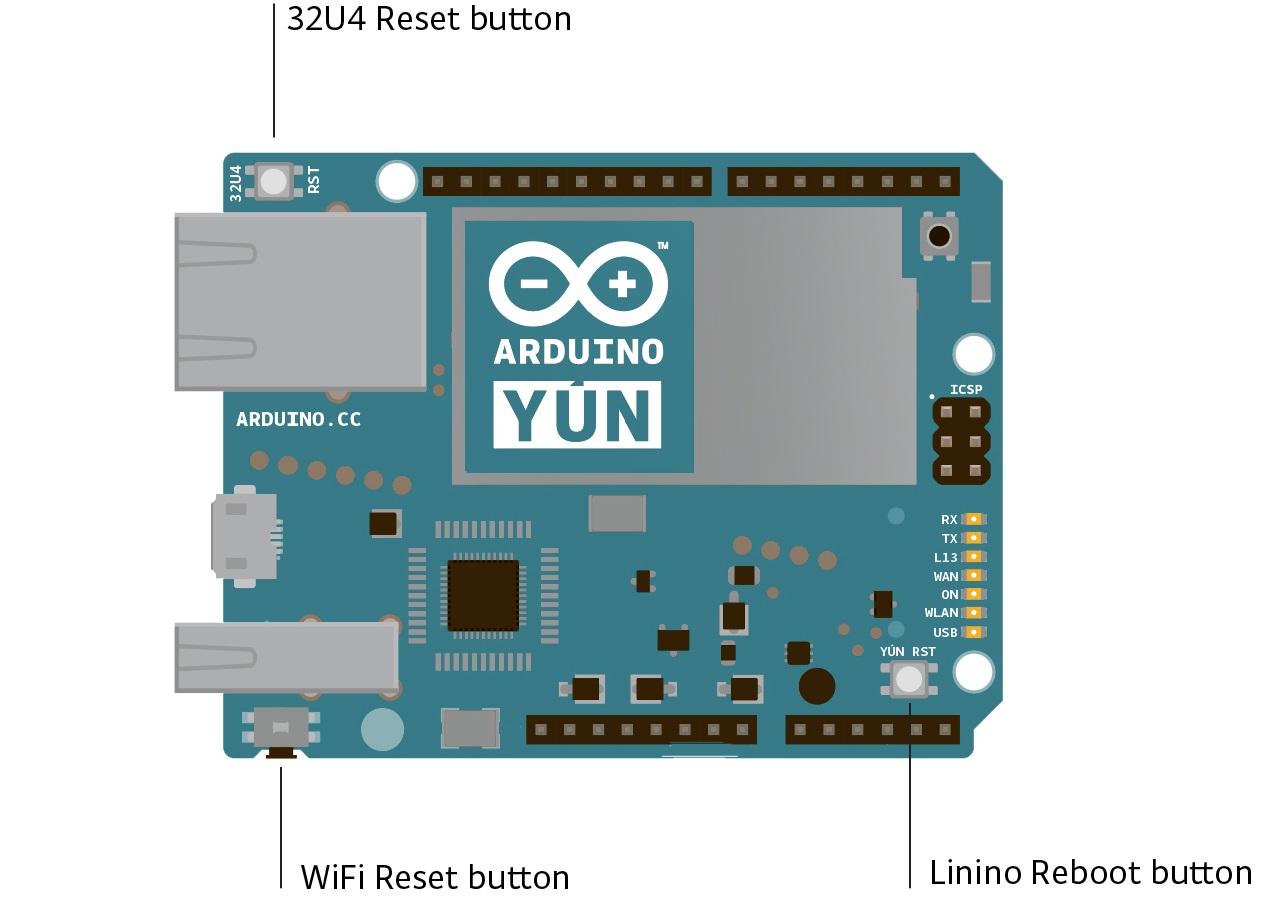 32U4 Reset button
32U4
RST
™
ARDUINO
YÚN
ICSP
ARDUINO.CC
RX
TX
L13
WAN
ON
WLAN
USB
YÚN RST
WiFi Reset button
Linino Reboot button